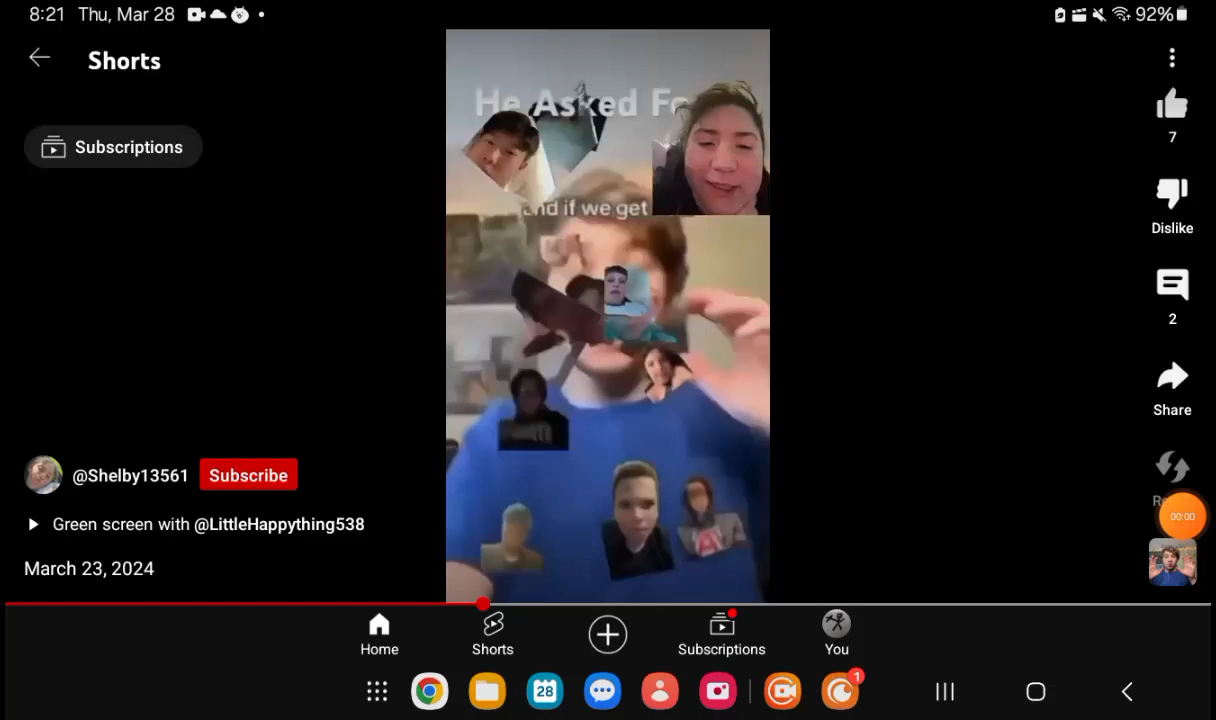 8:21 Thu, Mar 28
92%
Shorts
Subscriptions
He Asked Fo
and if we get
7
Dislike
2
Share
@Shelby13561 Subscribe
Green screen with @LittleHappything538
March 23, 2024
00:00
Home
Shorts
Subscriptions
You
28
1